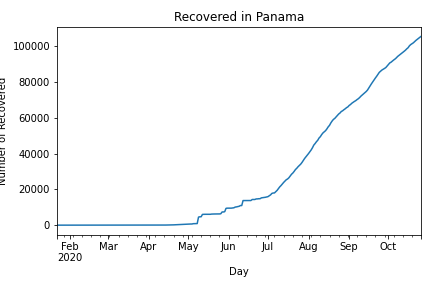 Recovered in Panama
Number of Recovered
100000
80000
60000
40000
20000
0
Feb Mar Apr May Jun Jul Aug Sep Oct
2020
Day